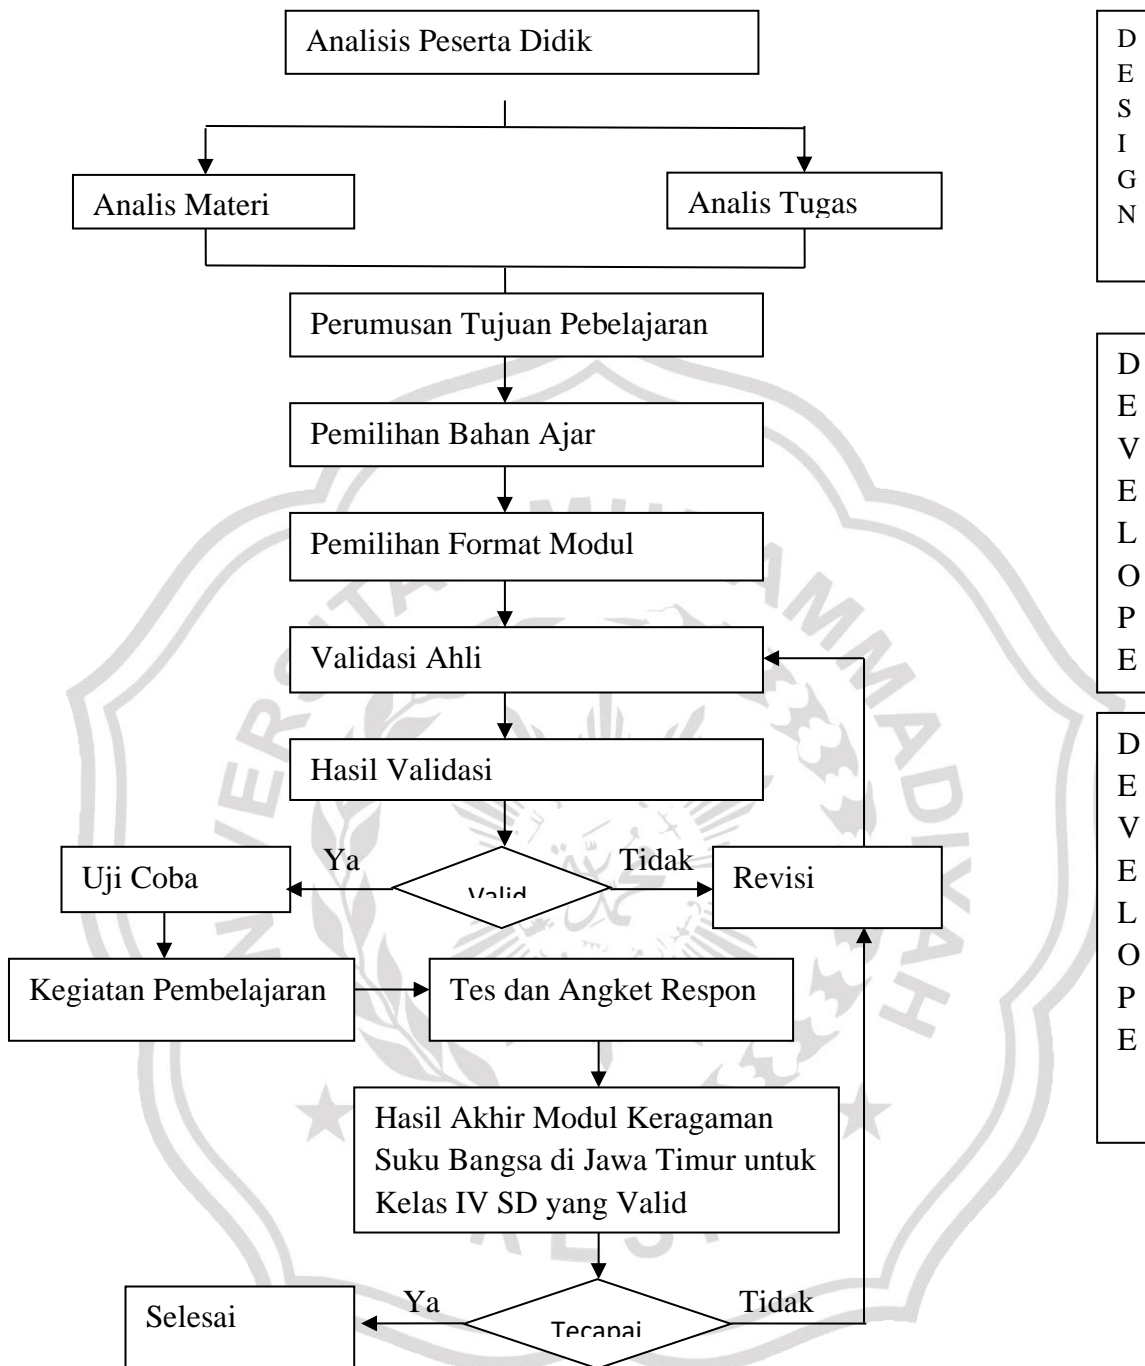 Analisis Peserta Didik
Analis Materi
Analis Tugas
Perumusan Tujuan Pebelajaran
Pemilihan Bahan Ajar
Pemilihan Format Modul
Validasi Ahli
Hasil Validasi
Ya
Valid
Tidak
Uji Coba
Revisi
Kegiatan Pembelajaran
Tes dan Angket Respon
Hasil Akhir Modul Keragaman
Suku Bangsa di Jawa Timur untuk
Kelas IV SD yang Valid
Ya
Tecapai
Tidak
Selesai
D
E
S
I
G
N
D
E
V
E
L
O
P
E
D
E
V
E
L
O
P
E